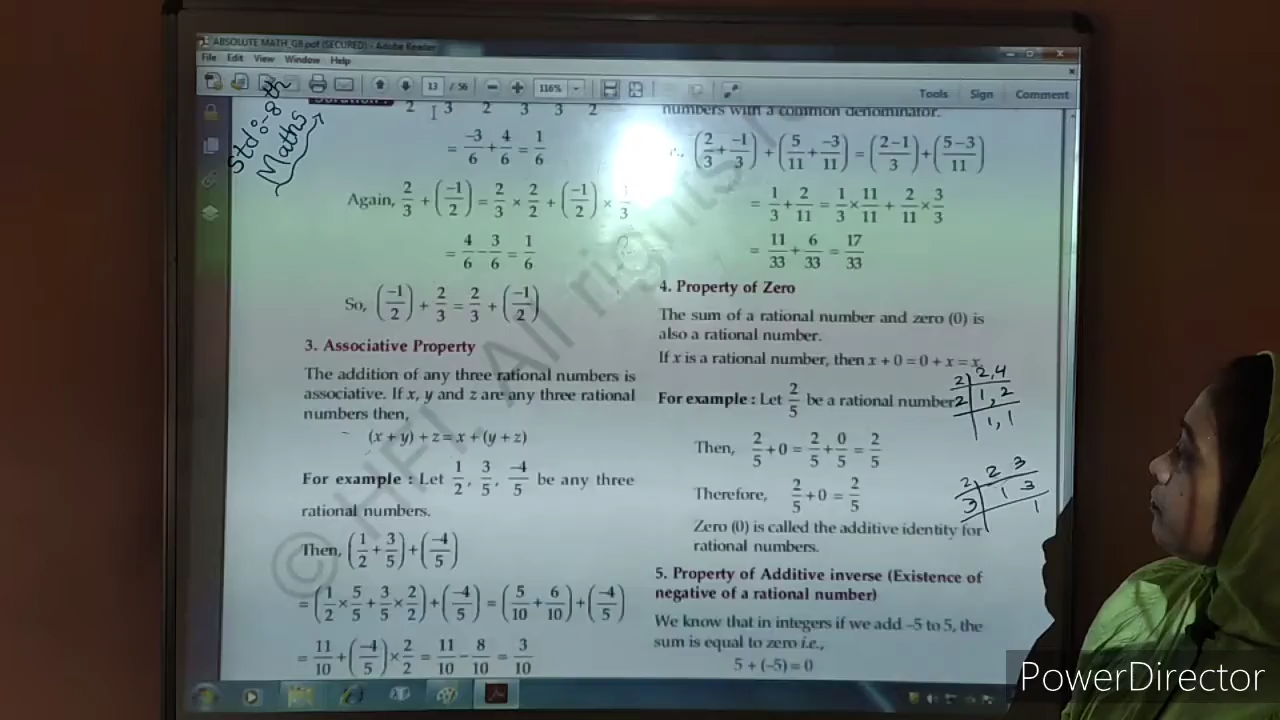 ABSOLUTE MATH_G8.pdf (SECURED) - Adobe Reader
File Edit View Window Help
13 / 56 116% Tools Sign Comment
Std:-8th
Maths
2 3 2 3 3 2
= -3/6 + 4/6 = 1/6
Again, 2/3 + (-1/2) = 2/3 × 2/2 + (-1/2) × 3
= 4/6 - 3/6 = 1/6
So, (-1/2) + 2/3 = 2/3 + (-1/2)
3. Associative Property
The addition of any three rational numbers is
associative. If x, y and z are any three rational
numbers then,
(x + y) + z = x + (y + z)
For example : Let 1/2, 3/5, -4/5 be any three
rational numbers.
Then, (1/2 + 3/5) + (-4/5)
= (1/2 × 5/5 + 3/5 × 2/2) + (-4/5) = (5/10 + 6/10) + (-4/5)
= 11/10 + (-4/5) × 2/2 = 11/10 - 8/10 = 3/10
numbers with a common denominator.
(2/3 + -1/3) + (5/11 + -3/11) = (2-1/3) + (5-3/11)
= 1/3 + 2/11 = 1/3 × 11/11 + 2/11 × 3/3
= 11/33 + 6/33 = 17/33
4. Property of Zero
The sum of a rational number and zero (0) is
also a rational number.
If x is a rational number, then x + 0 = 0 + x = x
For example : Let 2/5 be a rational number
Then, 2/5 + 0 = 2/5 + 0/5 = 2/5
Therefore, 2/5 + 0 = 2/5
Zero (0) is called the additive identity for
rational numbers.
5. Property of Additive inverse (Existence of
negative of a rational number)
We know that in integers if we add -5 to 5, the
sum is equal to zero i.e.,
5 + (-5) = 0
2 | 2, 4
2 | 1, 2
1, 1
2 | 2 3
3 | 1 3
1
© HFI, All rights
PowerDirector